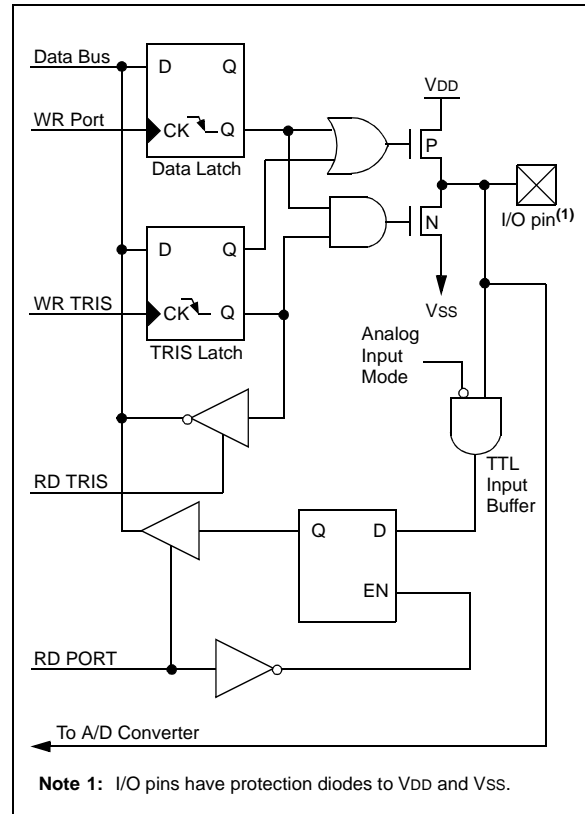 Data Bus
D Q
VDD
WR Port
CK Q
P
Data Latch
I/O pin(1)
N
D Q
WR TRIS
CK Q
VSS
TRIS Latch
Analog
Input
Mode
TTL
Input
Buffer
RD TRIS
Q D
EN
RD PORT
To A/D Converter
Note 1: I/O pins have protection diodes to VDD and VSS.